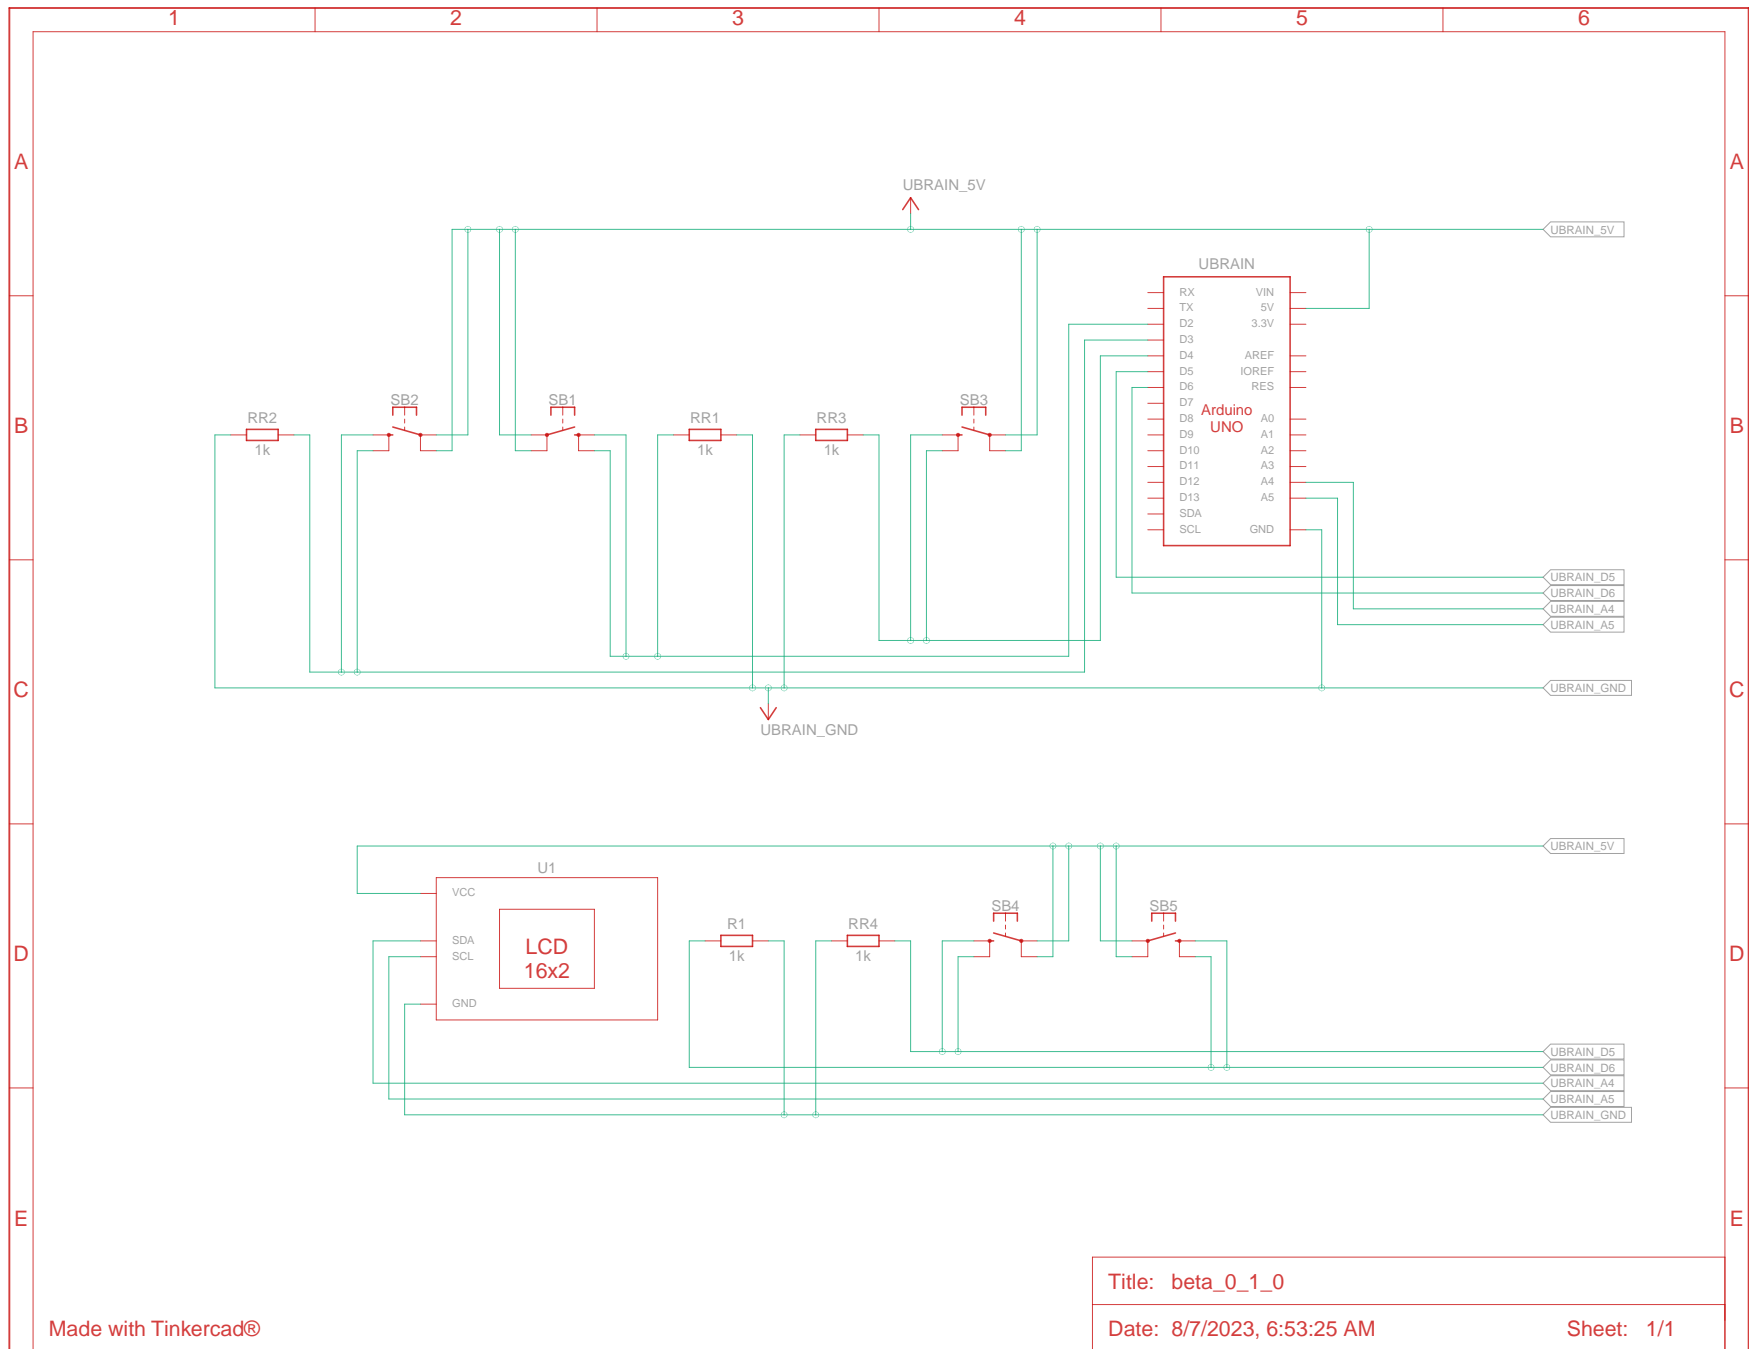 1 2 3 4 5 6
A A
UBRAIN_5V
UBRAIN_5V
UBRAIN
RX VIN
TX 5V
D2 3.3V
D3
D4 AREF
D5 IOREF
D6 RES
D7
Arduino
UNO
D8 A0
D9 A1
D10 A2
D11 A3
D12 A4
D13 A5
SDA
SCL GND
SB2 SB1 SB3
RR2 RR1 RR3
B B
1k 1k 1k
UBRAIN_D5
UBRAIN_D6
UBRAIN_A4
UBRAIN_A5
C C
UBRAIN_GND
UBRAIN_GND
UBRAIN_5V
U1
VCC
SDA
SCL
GND
LCD
16x2
SB4 SB5
R1 RR4
1k 1k
D D
UBRAIN_D5
UBRAIN_D6
UBRAIN_A4
UBRAIN_A5
UBRAIN_GND
E E
Title: beta_0_1_0
Made with Tinkercad®
Date: 8/7/2023, 6:53:25 AM Sheet: 1/1